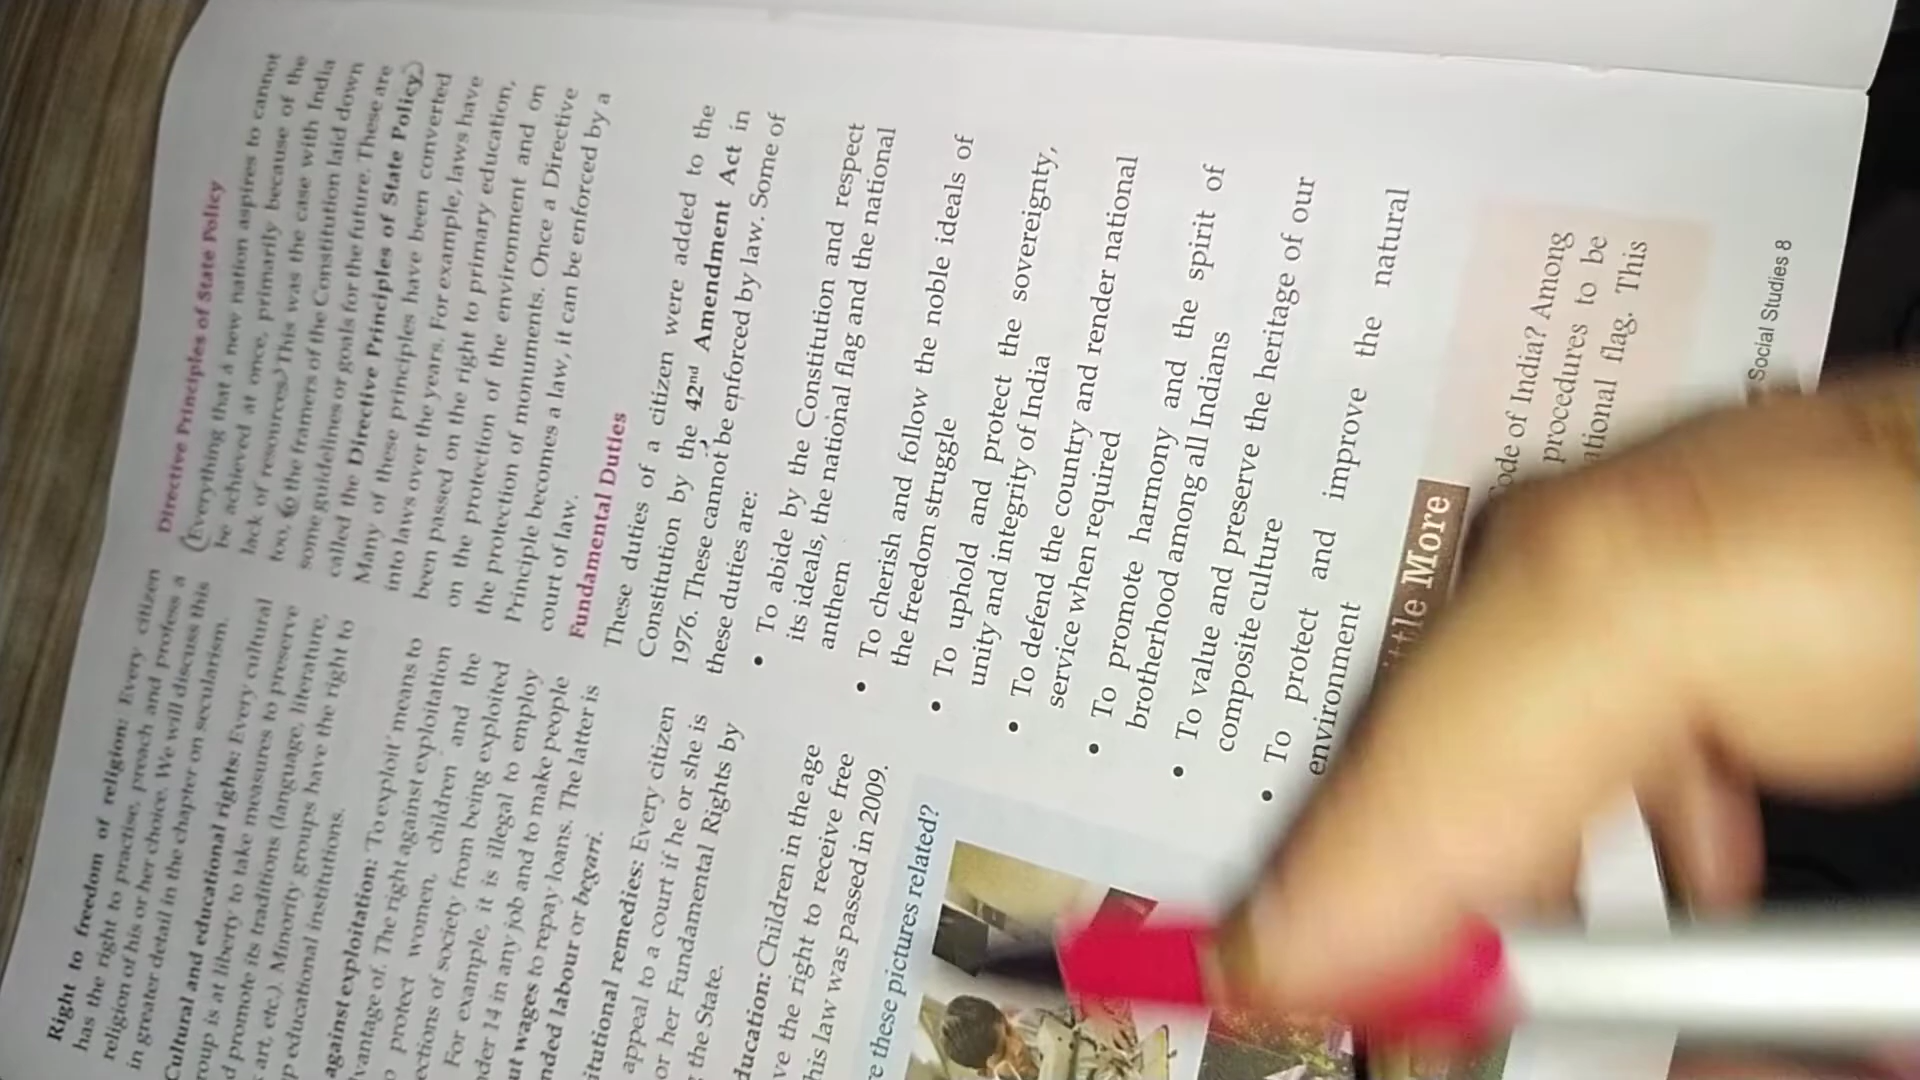 Right to freedom of religion: Every citizen
has the right to practise, preach and profess a
religion of his or her choice. We will discuss this
in greater detail in the chapter on secularism.
Cultural and educational rights: Every cultural
roup is at liberty to take measures to preserve
d promote its traditions (language, literature,
art, etc.). Minority groups have the right to
p educational institutions.
against exploitation: To 'exploit' means to
vantage of. The right against exploitation
o protect women, children and the
ections of society from being exploited
For example, it is illegal to employ
nder 14 in any job and to make people
ut wages to repay loans. The latter is
nded labour or begari.
itutional remedies: Every citizen
appeal to a court if he or she is
or her Fundamental Rights by
the State.
ducation: Children in the age
ve the right to receive free
his law was passed in 2009.
re these pictures related?
Directive Principles of State Policy
(Everything that a new nation aspires to cannot
be achieved at once, primarily because of the
lack of resources.) This was the case with India
too. (So the framers of the Constitution laid down
some guidelines or goals for the future. These are
called the Directive Principles of State Policy.)
Many of these principles have been converted
into laws over the years. For example, laws have
been passed on the right to primary education,
on the protection of the environment and on
the protection of monuments. Once a Directive
Principle becomes a law, it can be enforced by a
court of law.
Fundamental Duties
These duties of a citizen were added to the
Constitution by the 42nd Amendment Act in
1976. These cannot be enforced by law. Some of
these duties are:
• To abide by the Constitution and respect
its ideals, the national flag and the national
anthem
• To cherish and follow the noble ideals of
the freedom struggle
• To uphold and protect the sovereignty,
unity and integrity of India
• To defend the country and render national
service when required
• To promote harmony and the spirit of
brotherhood among all Indians
• To value and preserve the heritage of our
composite culture
• To protect and improve the natural
environment
ittle More
ode of India? Among
procedures to be
ational flag. This
Social Studies 8